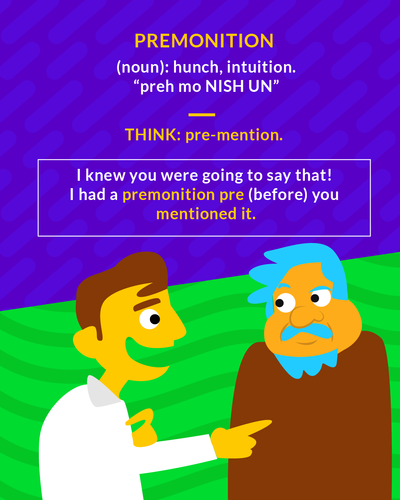 PREMONITION
(noun): hunch, intuition.
“preh mo NISH UN”
THINK: pre-mention.
I knew you were going to say that!
I had a premonition pre (before) you
mentioned it.